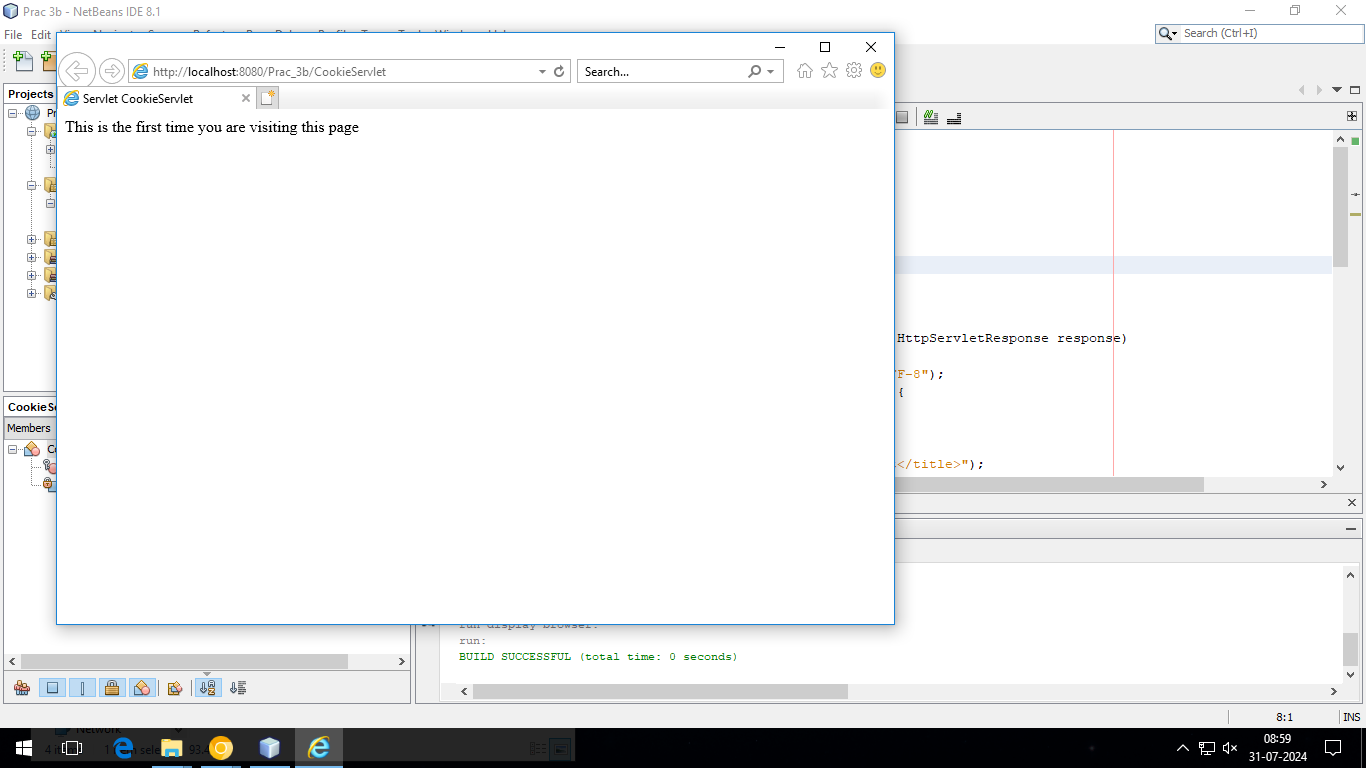 Prac 3b - NetBeans IDE 8.1
File Edit
Search (Ctrl+I)
http://localhost:8080/Prac_3b/CookieServlet
Search...
Servlet CookieServlet
This is the first time you are visiting this page
Projects
HttpServletResponse response)
F-8");
{
</title>");
CookieSe
Members
run:
BUILD SUCCESSFUL (total time: 0 seconds)
8:1
INS
Network
08:59
31-07-2024